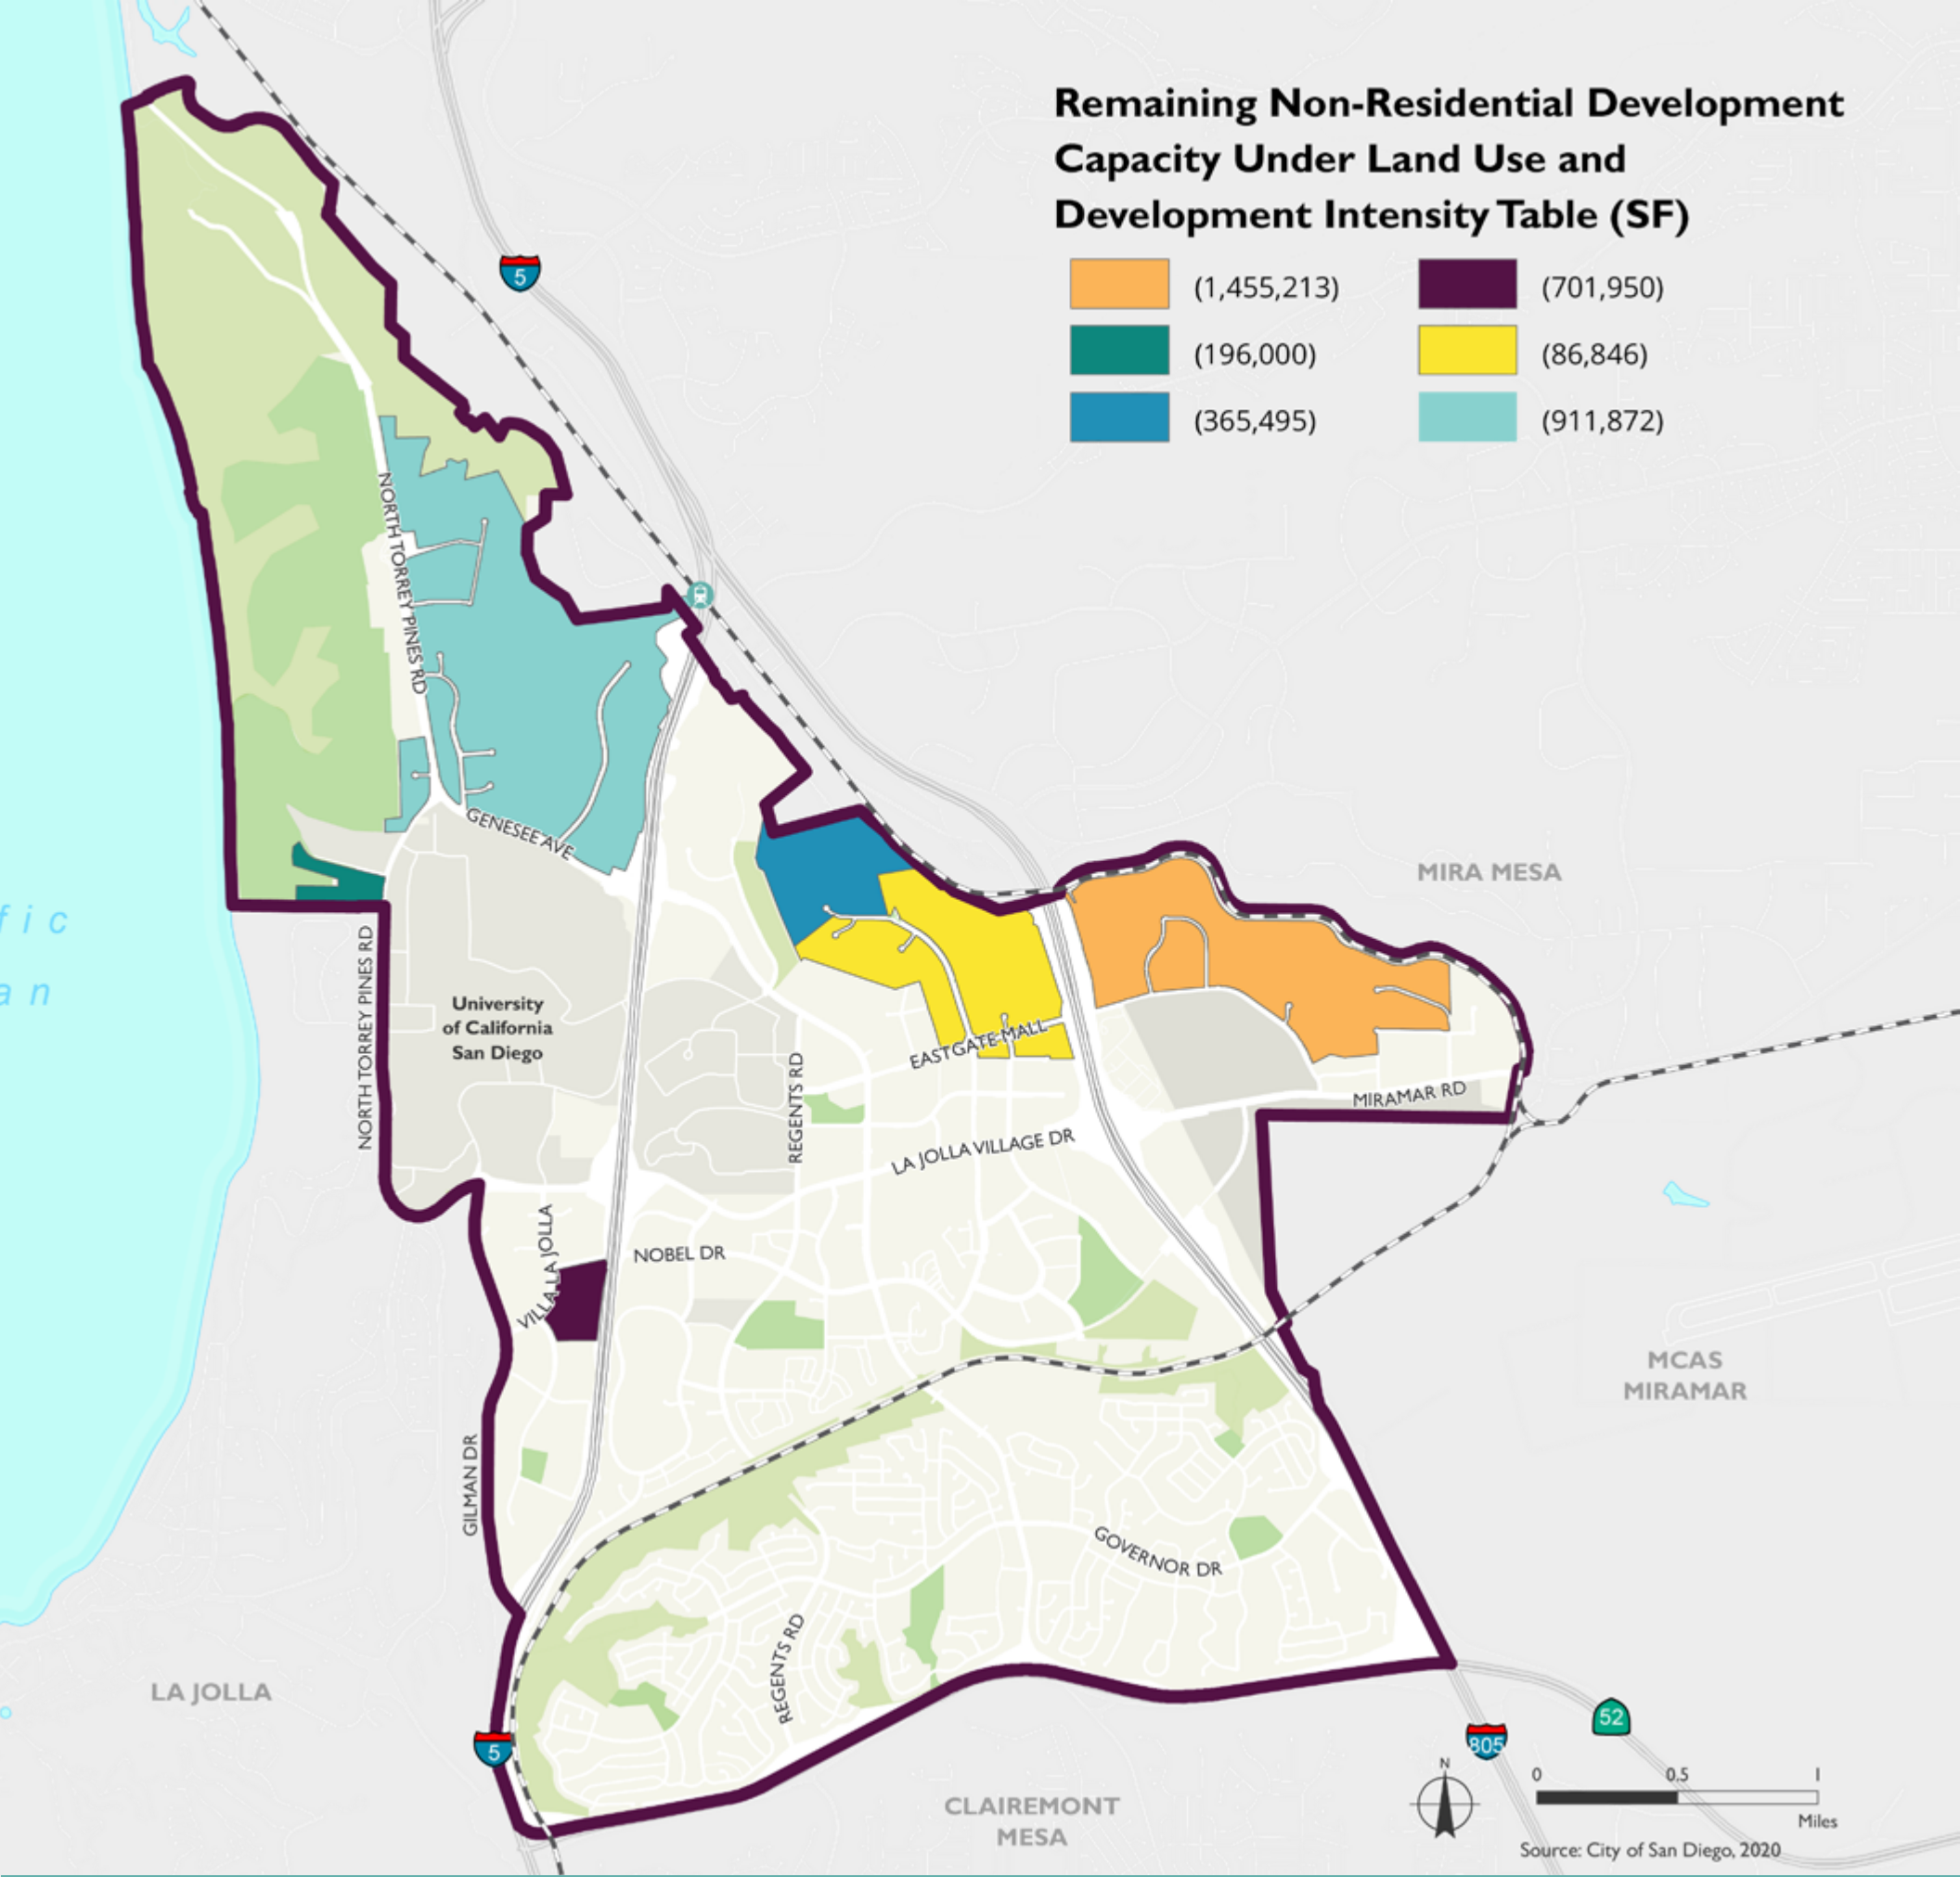 Remaining Non-Residential Development
Capacity Under Land Use and
Development Intensity Table (SF)
(1,455,213)
(701,950)
(196,000)
(86,846)
(365,495)
(911,872)
5
NORTH TORREY PINES RD
GENESEE AVE
MIRA MESA
fic
an
NORTH TORREY PINES RD
University
of California
San Diego
EASTGATE MALL
REGENTS RD
MIRAMAR RD
LA JOLLA VILLAGE DR
VILLA LA JOLLA
NOBEL DR
MCAS
MIRAMAR
GILMAN DR
GOVERNOR DR
REGENTS RD
LA JOLLA
5
52
805
CLAIREMONT
MESA
N
0 0.5 1
Miles
Source: City of San Diego, 2020